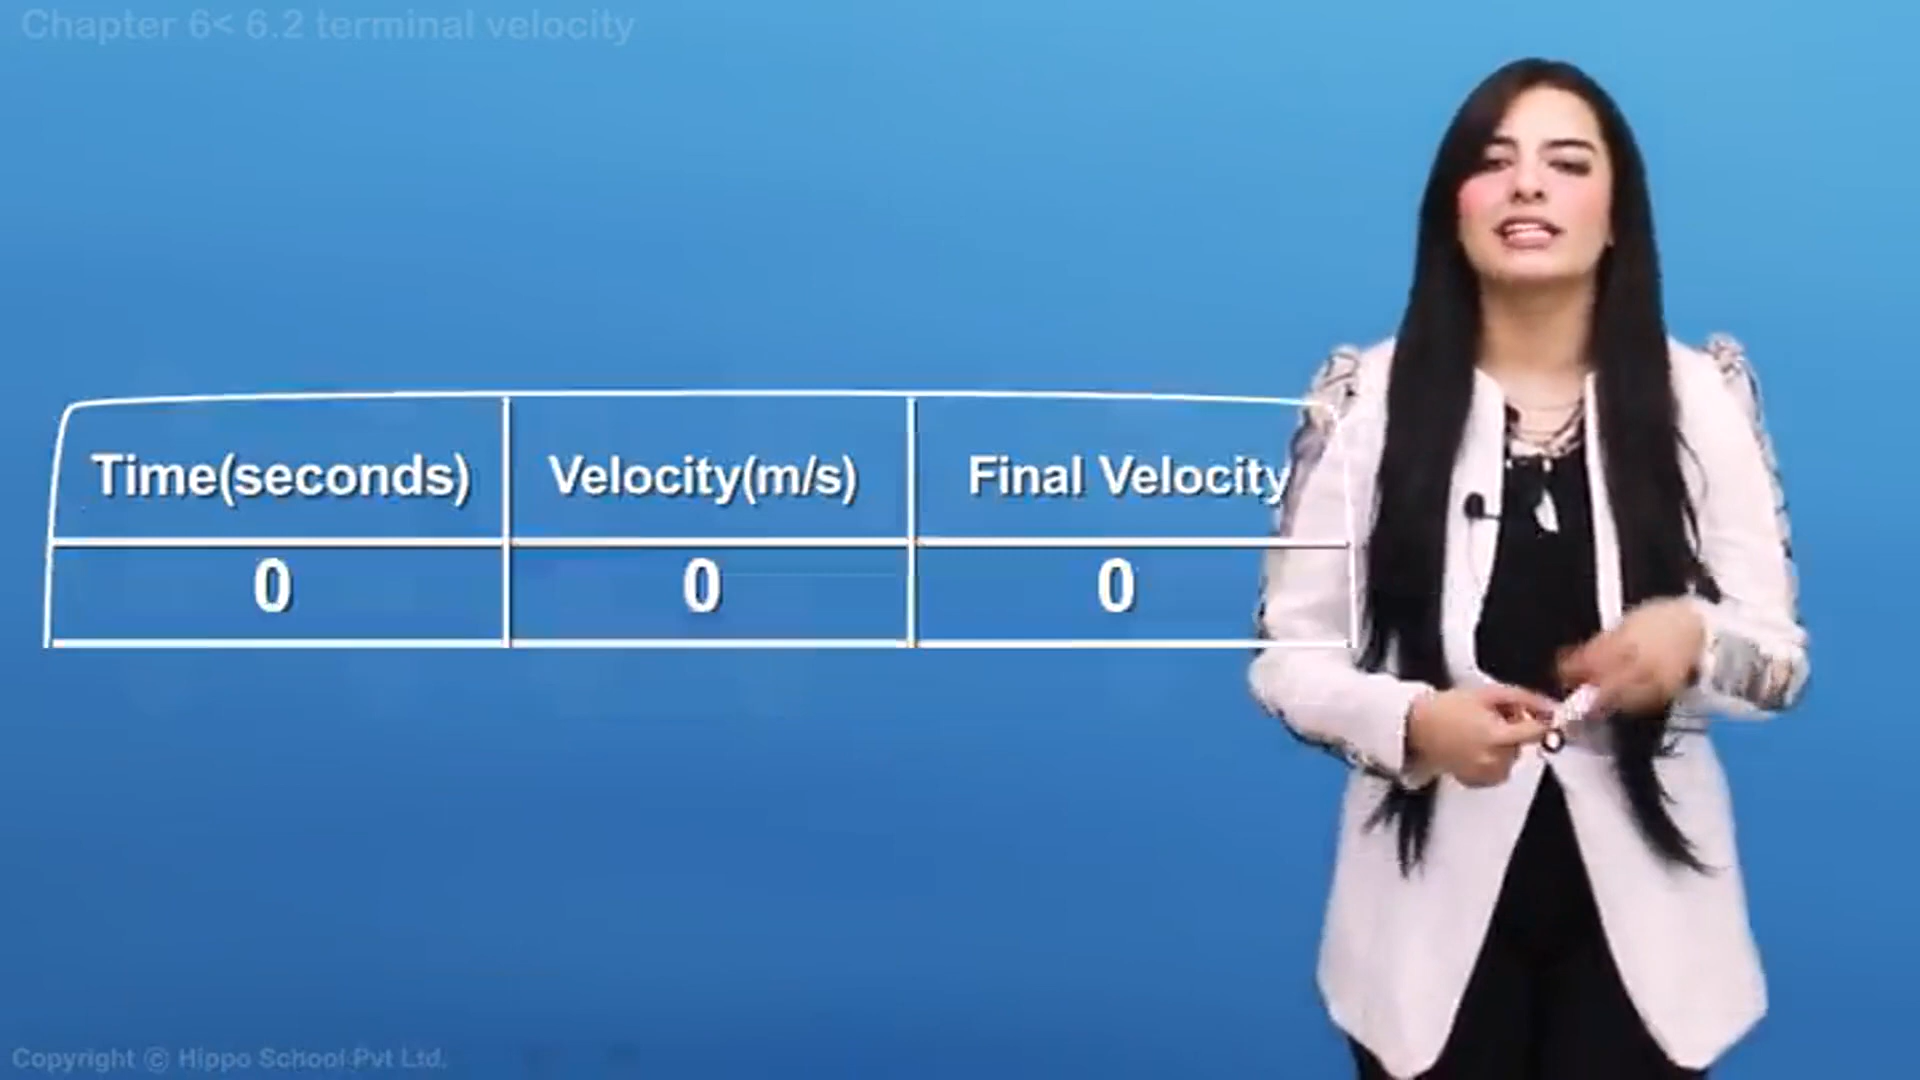 Chapter 6< 6.2 terminal velocity
Time(seconds) Velocity(m/s) Final Velocity
0 0 0
Copyright © Hippo School Pvt Ltd.